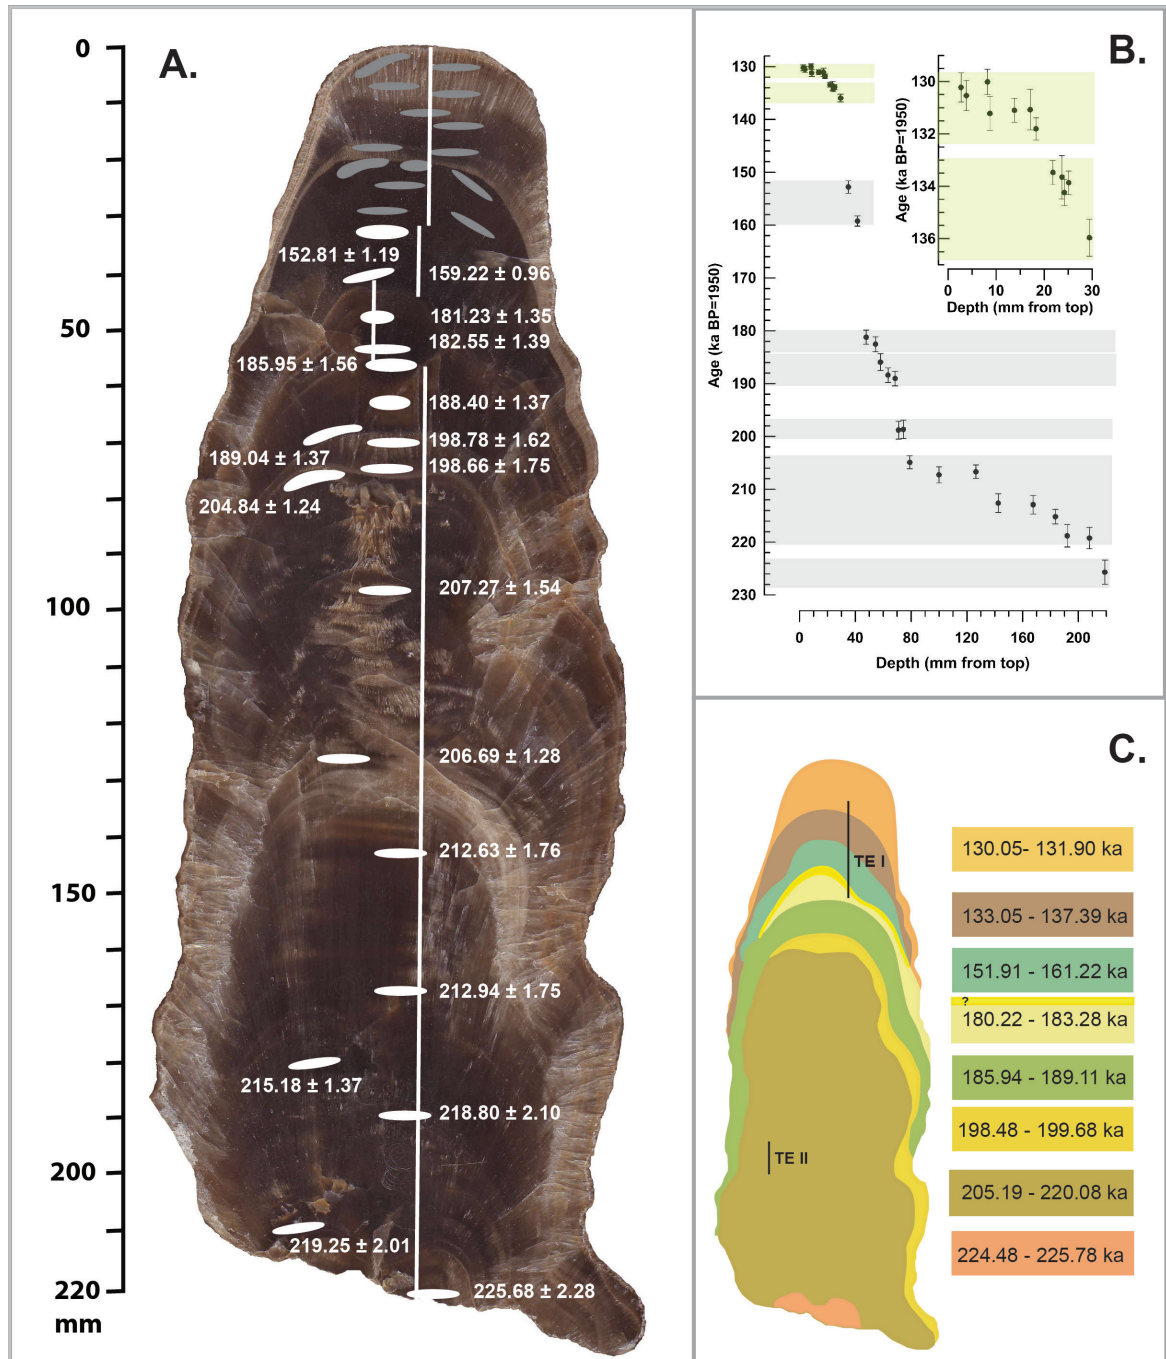 A.
0
50
100
150
200
220
mm
152.81 ± 1.19
159.22 ± 0.96
181.23 ± 1.35
182.55 ± 1.39
185.95 ± 1.56
188.40 ± 1.37
198.78 ± 1.62
189.04 ± 1.37
198.66 ± 1.75
204.84 ± 1.24
207.27 ± 1.54
206.69 ± 1.28
212.63 ± 1.76
212.94 ± 1.75
215.18 ± 1.37
218.80 ± 2.10
219.25 ± 2.01
225.68 ± 2.28
B.
Age (ka BP=1950)
130
140
150
160
170
180
190
200
210
220
230
0 40 80 120 160 200
Depth (mm from top)
Age (ka BP=1950)
130
132
134
136
0 10 20 30
Depth (mm from top)
C.
TE I
TE II
130.05- 131.90 ka
133.05 - 137.39 ka
151.91 - 161.22 ka
?
180.22 - 183.28 ka
185.94 - 189.11 ka
198.48 - 199.68 ka
205.19 - 220.08 ka
224.48 - 225.78 ka